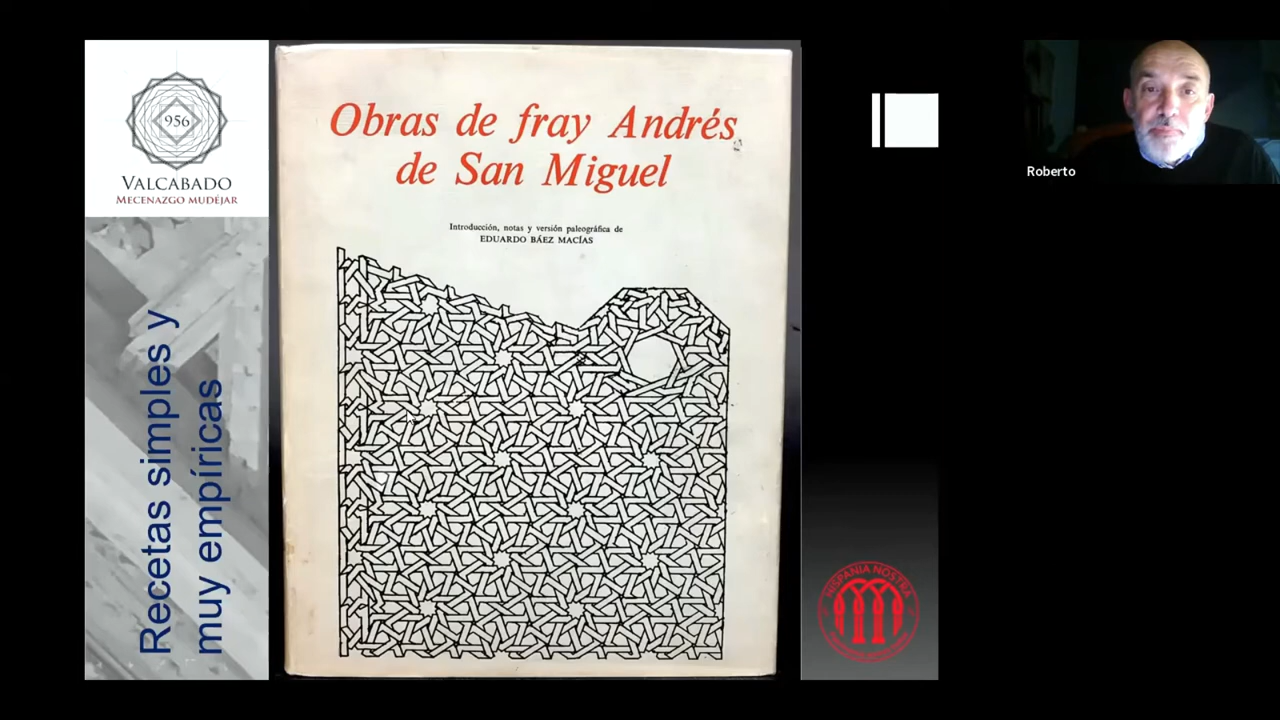 956
VALCABADO
MECENAZGO MUDÉJAR
Recetas simples y
muy empíricas
Obras de fray Andrés
de San Miguel
Introducción, notas y versión paleográfica de
EDUARDO BÁEZ MACÍAS
Roberto
HISPANIA NOSTRA